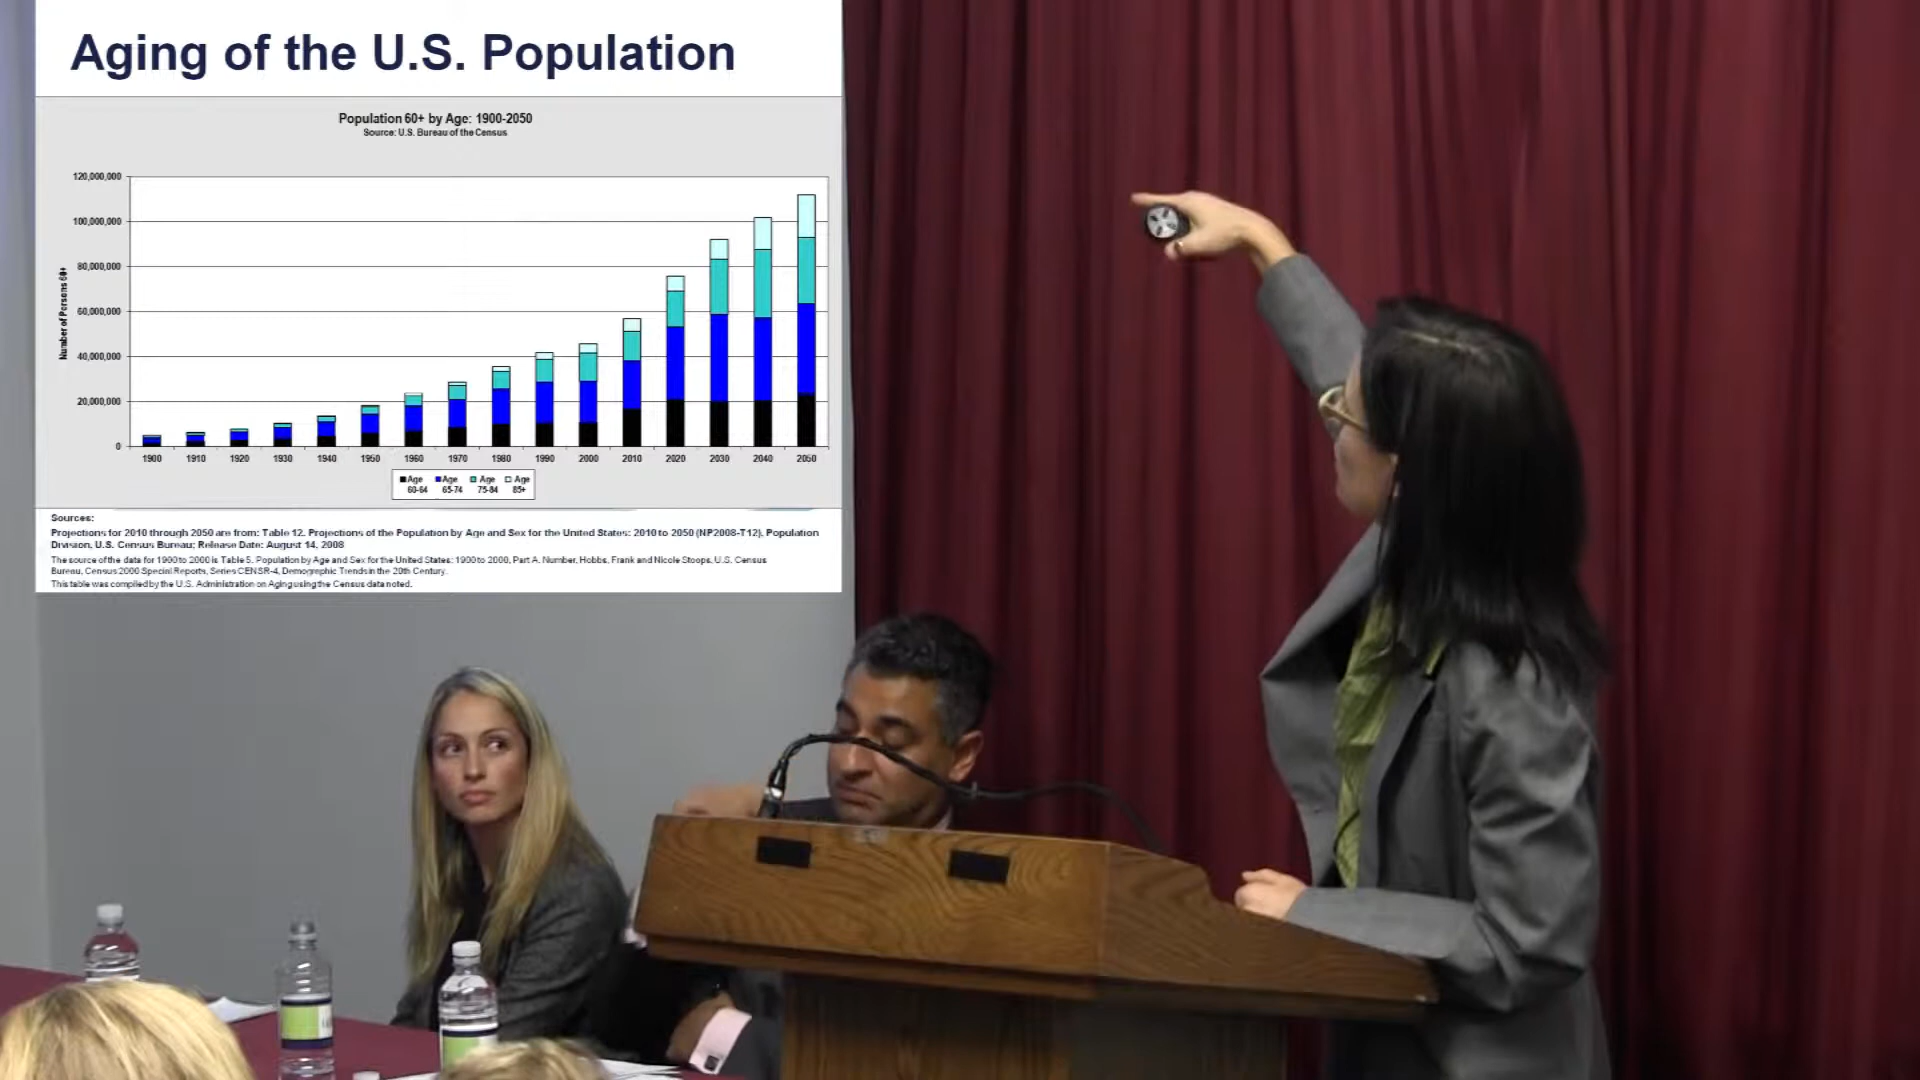 Aging of the U.S. Population
Population 60+ by Age: 1900-2050
Source: U.S. Bureau of the Census
Number of Persons 60+
120,000,000
100,000,000
80,000,000
60,000,000
40,000,000
20,000,000
0
1900 1910 1920 1930 1940 1950 1960 1970 1980 1990 2000 2010 2020 2030 2040 2050
Age 60-64 Age 65-74 Age 75-84 Age 85+
Sources:
Projections for 2010 through 2050 are from: Table 12. Projections of the Population by Age and Sex for the United States: 2010 to 2050 (NP2008-T12), Population
Division, U.S. Census Bureau; Release Date: August 14, 2008
The source of the data for 1900 to 2000 is Table 5. Population by Age and Sex for the United States: 1900 to 2000, Part A. Number, Hobbs, Frank and Nicole Stoops, U.S. Census
Bureau, Census 2000 Special Reports, Series CENSR-4, Demographic Trends in the 20th Century.
This table was compiled by the U.S. Administration on Aging using the Census data noted.